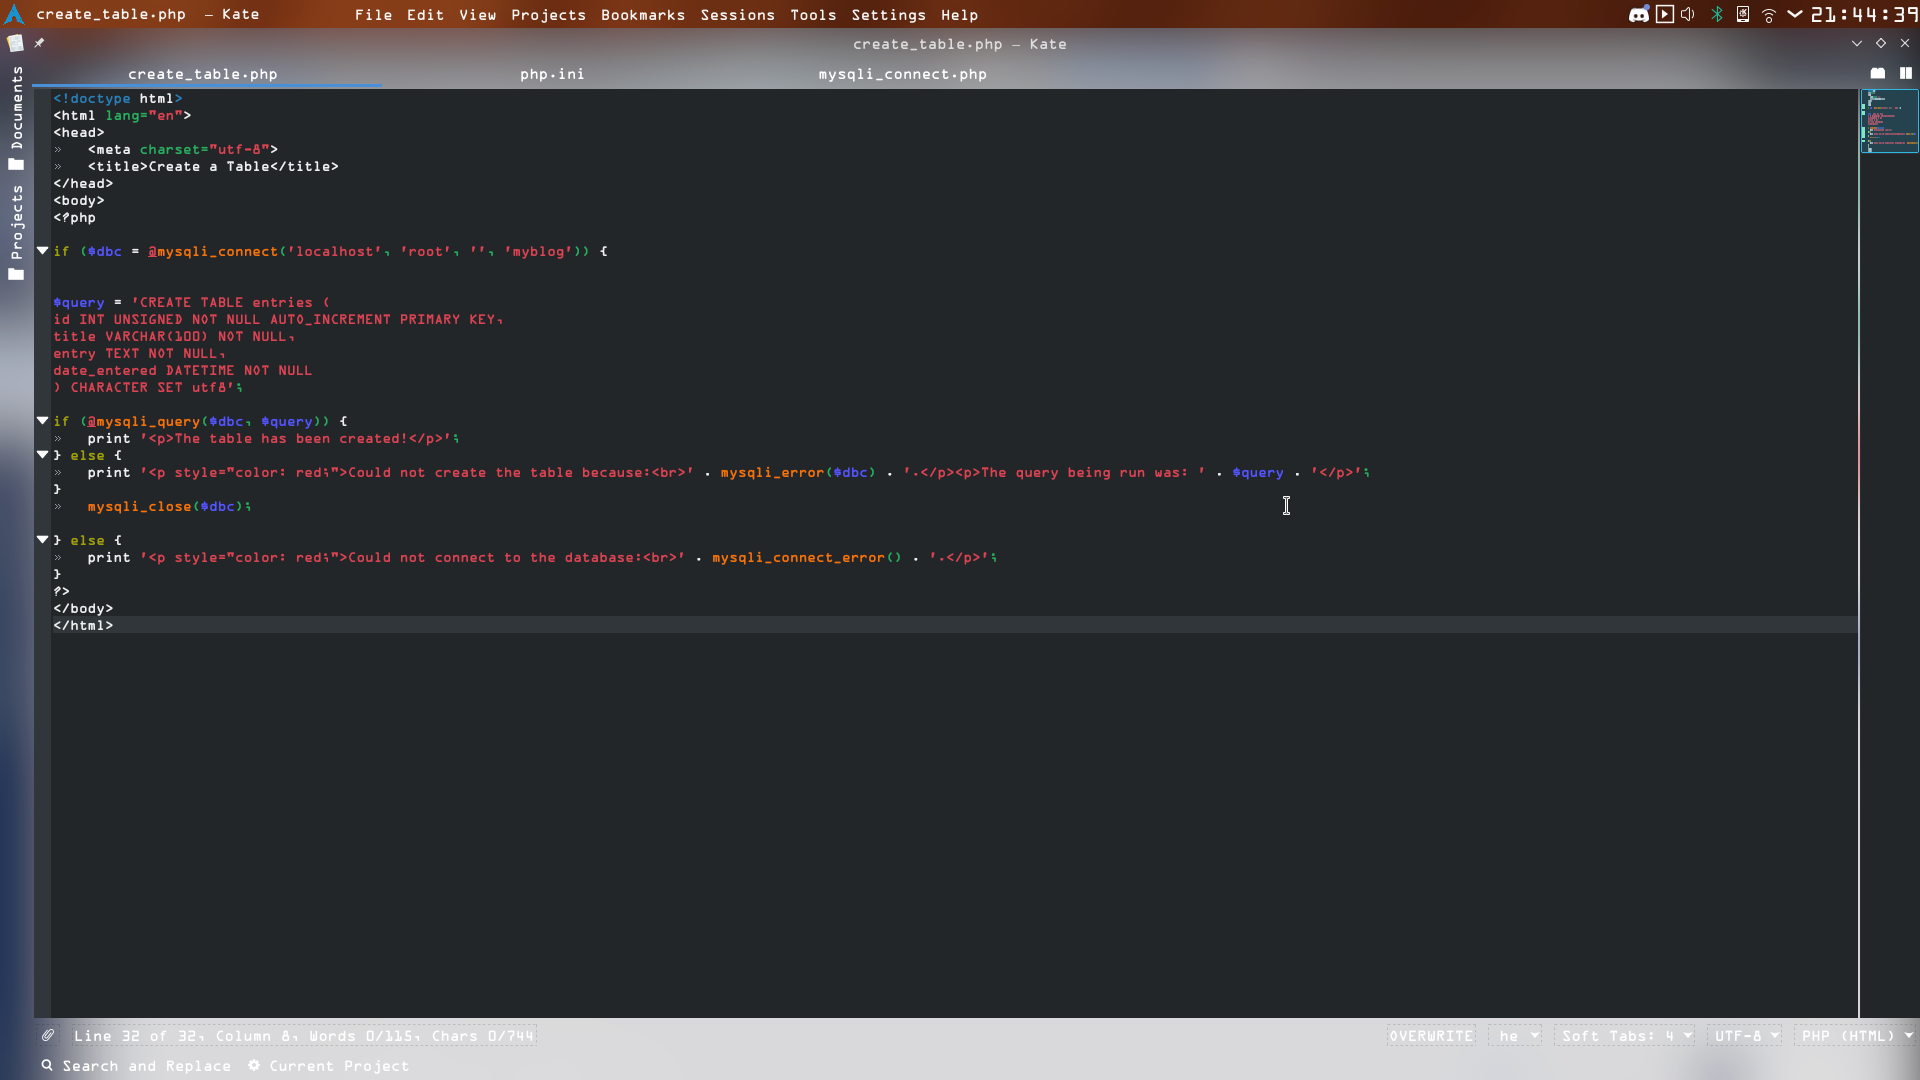 create_table.php — Kate File Edit View Projects Bookmarks Sessions Tools Settings Help 21:44:39
create_table.php — Kate
create_table.php php.ini mysqli_connect.php
Documents
Projects
<!doctype html>
<html lang="en">
<head>
» <meta charset="utf-8">
» <title>Create a Table</title>
</head>
<body>
<?php
if ($dbc = @mysqli_connect('localhost', 'root', '', 'myblog')) {
$query = 'CREATE TABLE entries (
id INT UNSIGNED NOT NULL AUTO_INCREMENT PRIMARY KEY,
title VARCHAR(100) NOT NULL,
entry TEXT NOT NULL,
date_entered DATETIME NOT NULL
) CHARACTER SET utf8';
if (@mysqli_query($dbc, $query)) {
» print '<p>The table has been created!</p>';
} else {
» print '<p style="color: red;">Could not create the table because:<br>' . mysqli_error($dbc) . '.</p><p>The query being run was: ' . $query . '</p>';
}
» mysqli_close($dbc);
} else {
» print '<p style="color: red;">Could not connect to the database:<br>' . mysqli_connect_error() . '.</p>';
}
?>
</body>
</html>
Line 32 of 32, Column 8, Words 0/115, Chars 0/744 OVERWRITE he Soft Tabs: 4 UTF-8 PHP (HTML)
Search and Replace Current Project